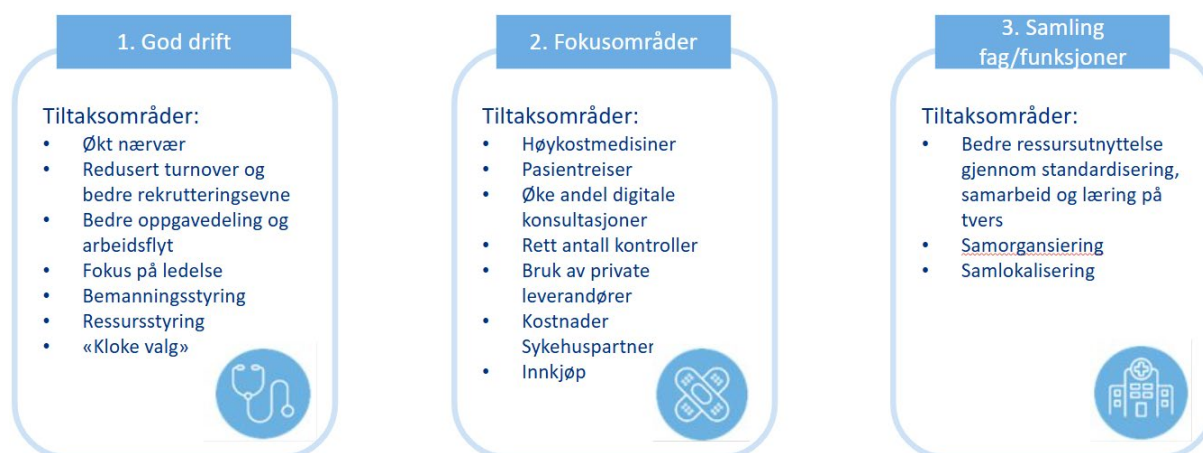 1. God drift
Tiltaksområder:
• Økt nærvær
• Redusert turnover og
bedre rekrutteringsevne
• Bedre oppgavedeling og
arbeidsflyt
• Fokus på ledelse
• Bemanningsstyring
• Ressursstyring
• «Kloke valg»
2. Fokusområder
Tiltaksområder:
• Høykostmedisiner
• Pasientreiser
• Øke andel digitale
konsultasjoner
• Rett antall kontroller
• Bruk av private
leverandører
• Kostnader
Sykehuspartner
• Innkjøp
3. Samling
fag/funksjoner
Tiltaksområder:
• Bedre ressursutnyttelse
gjennom standardisering,
samarbeid og læring på
tvers
• Samorgansiering
• Samlokalisering